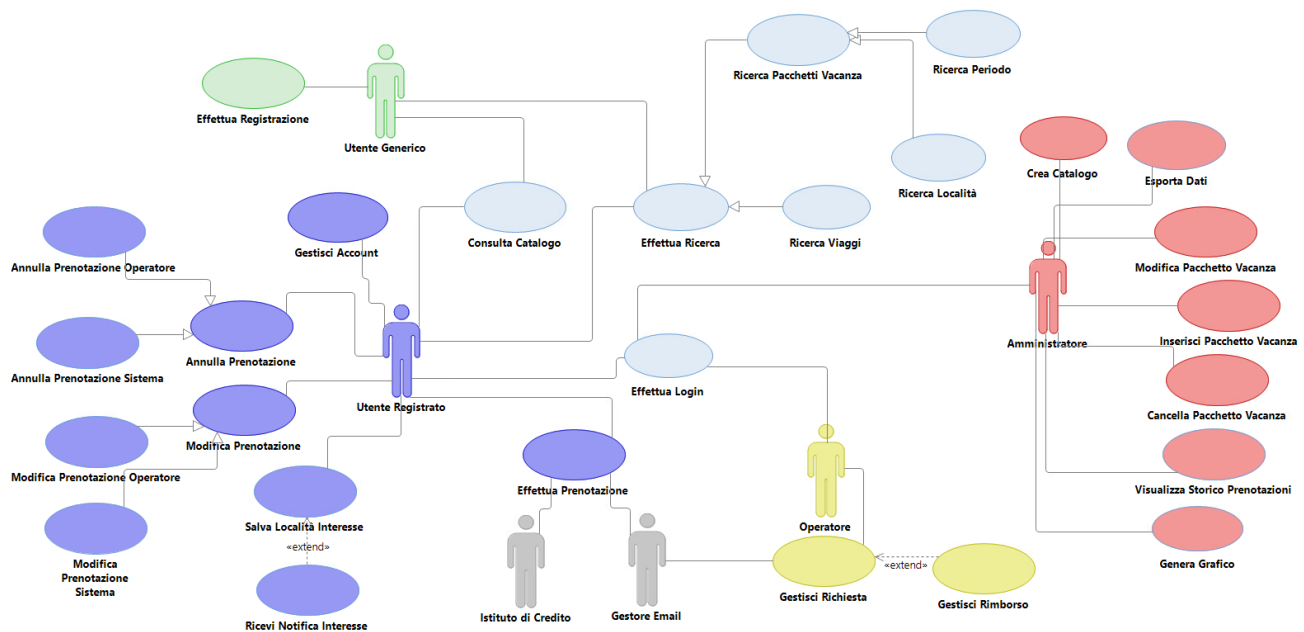 Ricerca Pacchetti Vacanza
Ricerca Periodo
Effettua Registrazione
Utente Generico
Crea Catalogo
Esporta Dati
Ricerca Località
Gestisci Account
Consulta Catalogo
Effettua Ricerca
Ricerca Viaggi
Annulla Prenotazione Operatore
Modifica Pacchetto Vacanza
Annulla Prenotazione
Amministratore
Inserisci Pacchetto Vacanza
Annulla Prenotazione Sistema
Utente Registrato
Effettua Login
Cancella Pacchetto Vacanza
Modifica Prenotazione
Modifica Prenotazione Operatore
Effettua Prenotazione
Visualizza Storico Prenotazioni
Salva Località Interesse
Operatore
«extend»
Modifica
Prenotazione
Sistema
«extend»
Genera Grafico
Gestisci Richiesta
Gestisci Rimborso
Istituto di Credito
Gestore Email
Ricevi Notifica Interesse